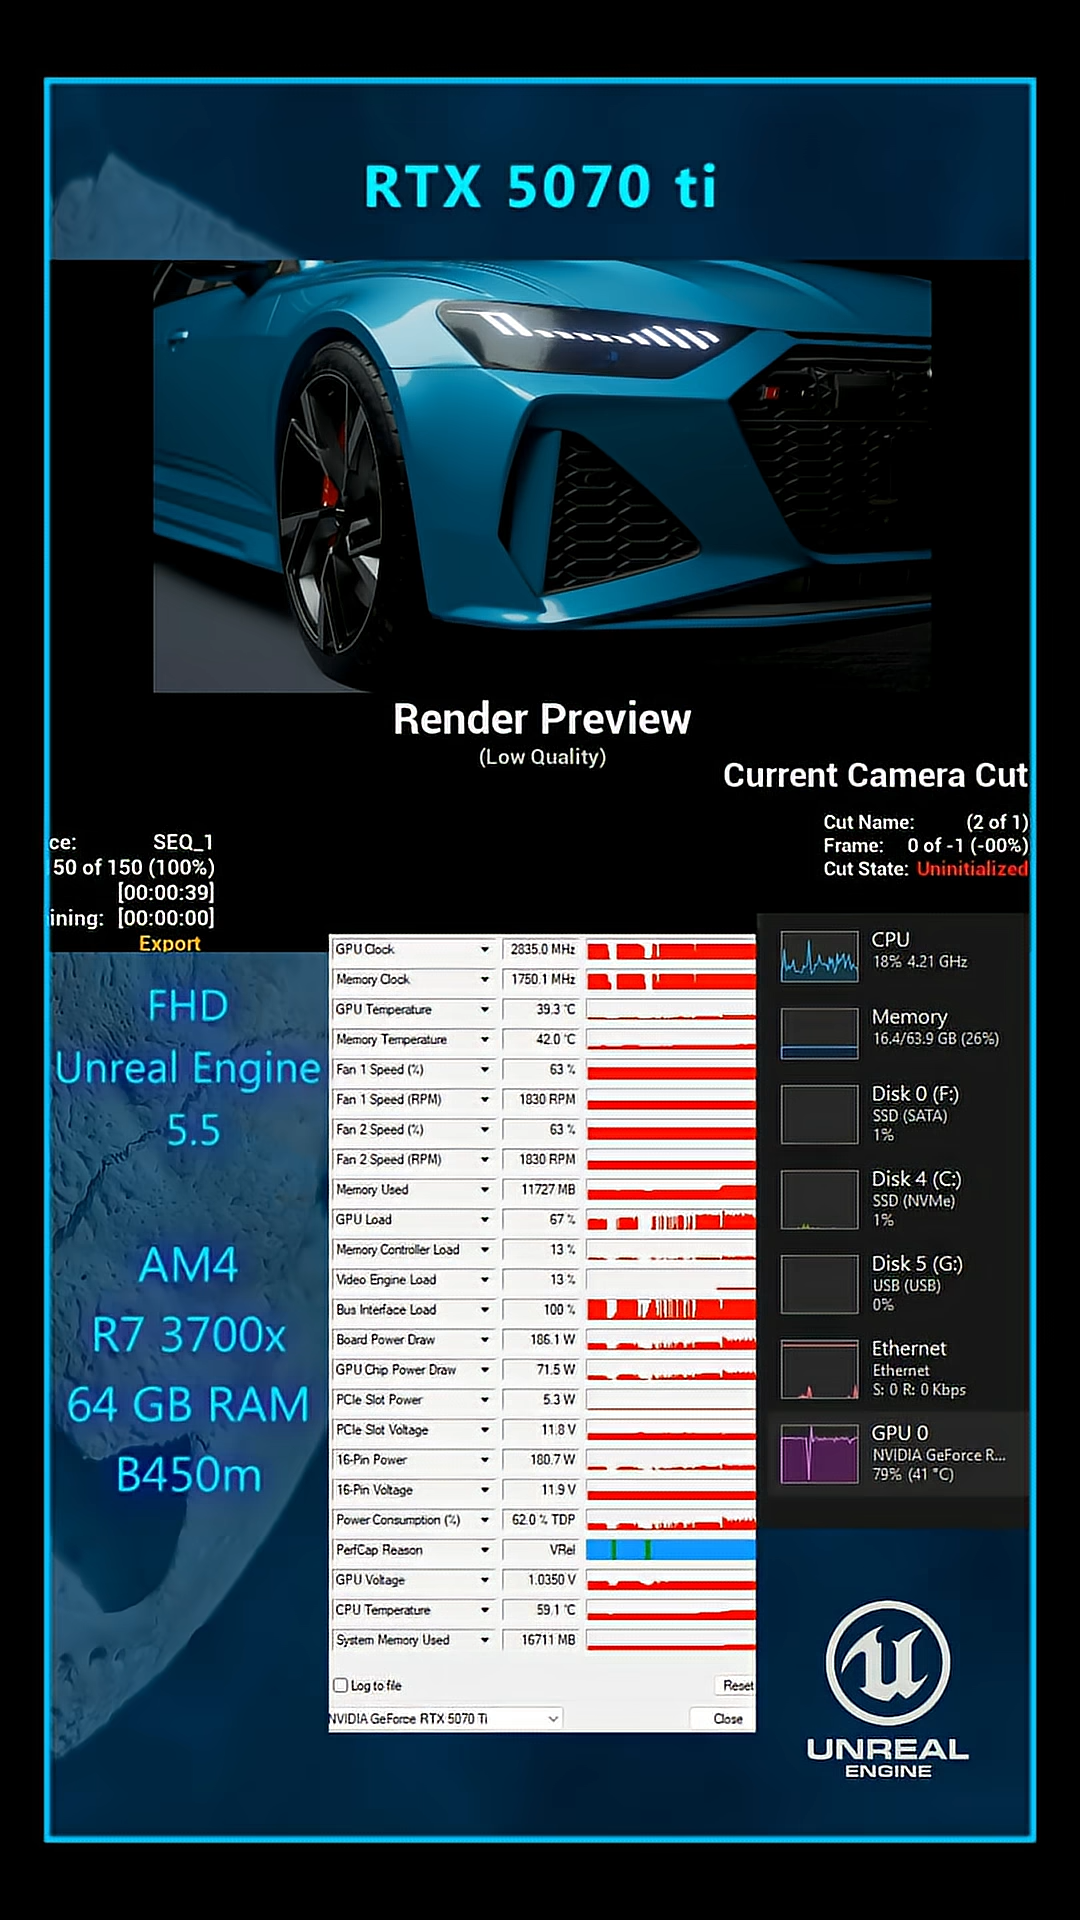 RTX 5070 ti
Render Preview
(Low Quality)
Current Camera Cut
Cut Name: (2 of 1)
Frame: 0 of -1 (-00%)
Cut State: Uninitialized
ce: SEQ_1
50 of 150 (100%)
[00:00:39]
ining: [00:00:00]
Export
FHD
Unreal Engine
5.5
AM4
R7 3700x
64 GB RAM
B450m
GPU Clock 2835.0 MHz
Memory Clock 1750.1 MHz
GPU Temperature 39.3 °C
Memory Temperature 42.0 °C
Fan 1 Speed (%) 63 %
Fan 1 Speed (RPM) 1830 RPM
Fan 2 Speed (%) 63 %
Fan 2 Speed (RPM) 1830 RPM
Memory Used 11727 MB
GPU Load 67 %
Memory Controller Load 13 %
Video Engine Load 13 %
Bus Interface Load 100 %
Board Power Draw 186.1 W
GPU Chip Power Draw 71.5 W
PCIe Slot Power 5.3 W
PCIe Slot Voltage 11.8 V
16-Pin Power 180.7 W
16-Pin Voltage 11.9 V
Power Consumption (%) 62.0 % TDP
PerfCap Reason VRel
GPU Voltage 1.0350 V
CPU Temperature 59.1 °C
System Memory Used 16711 MB
Log to file
Reset
NVIDIA GeForce RTX 5070 Ti
Close
CPU
18% 4.21 GHz
Memory
16.4/63.9 GB (26%)
Disk 0 (F:)
SSD (SATA)
1%
Disk 4 (C:)
SSD (NVMe)
1%
Disk 5 (G:)
USB (USB)
0%
Ethernet
Ethernet
S: 0 R: 0 Kbps
GPU 0
NVIDIA GeForce R...
79% (41 °C)
UNREAL
ENGINE